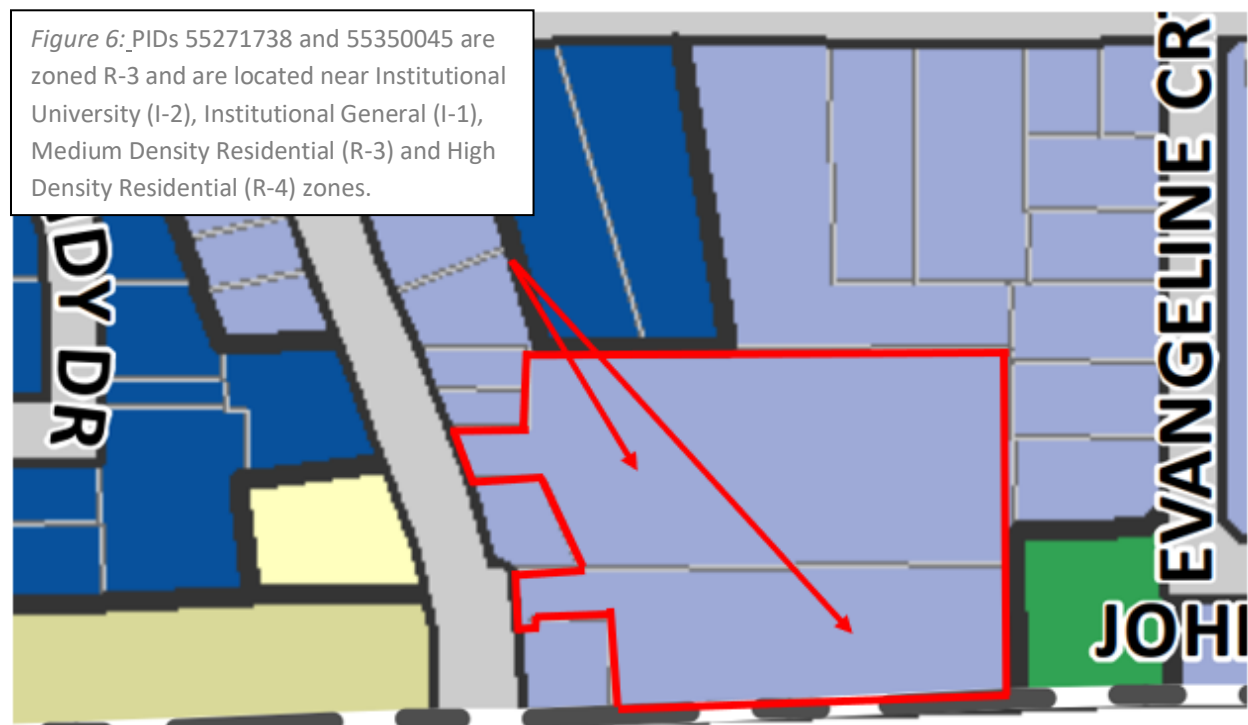 Figure 6: PIDs 55271738 and 55350045 are
zoned R-3 and are located near Institutional
University (I-2), Institutional General (I-1),
Medium Density Residential (R-3) and High
Density Residential (R-4) zones.
DY DR
EVANGELINE CR
JOH